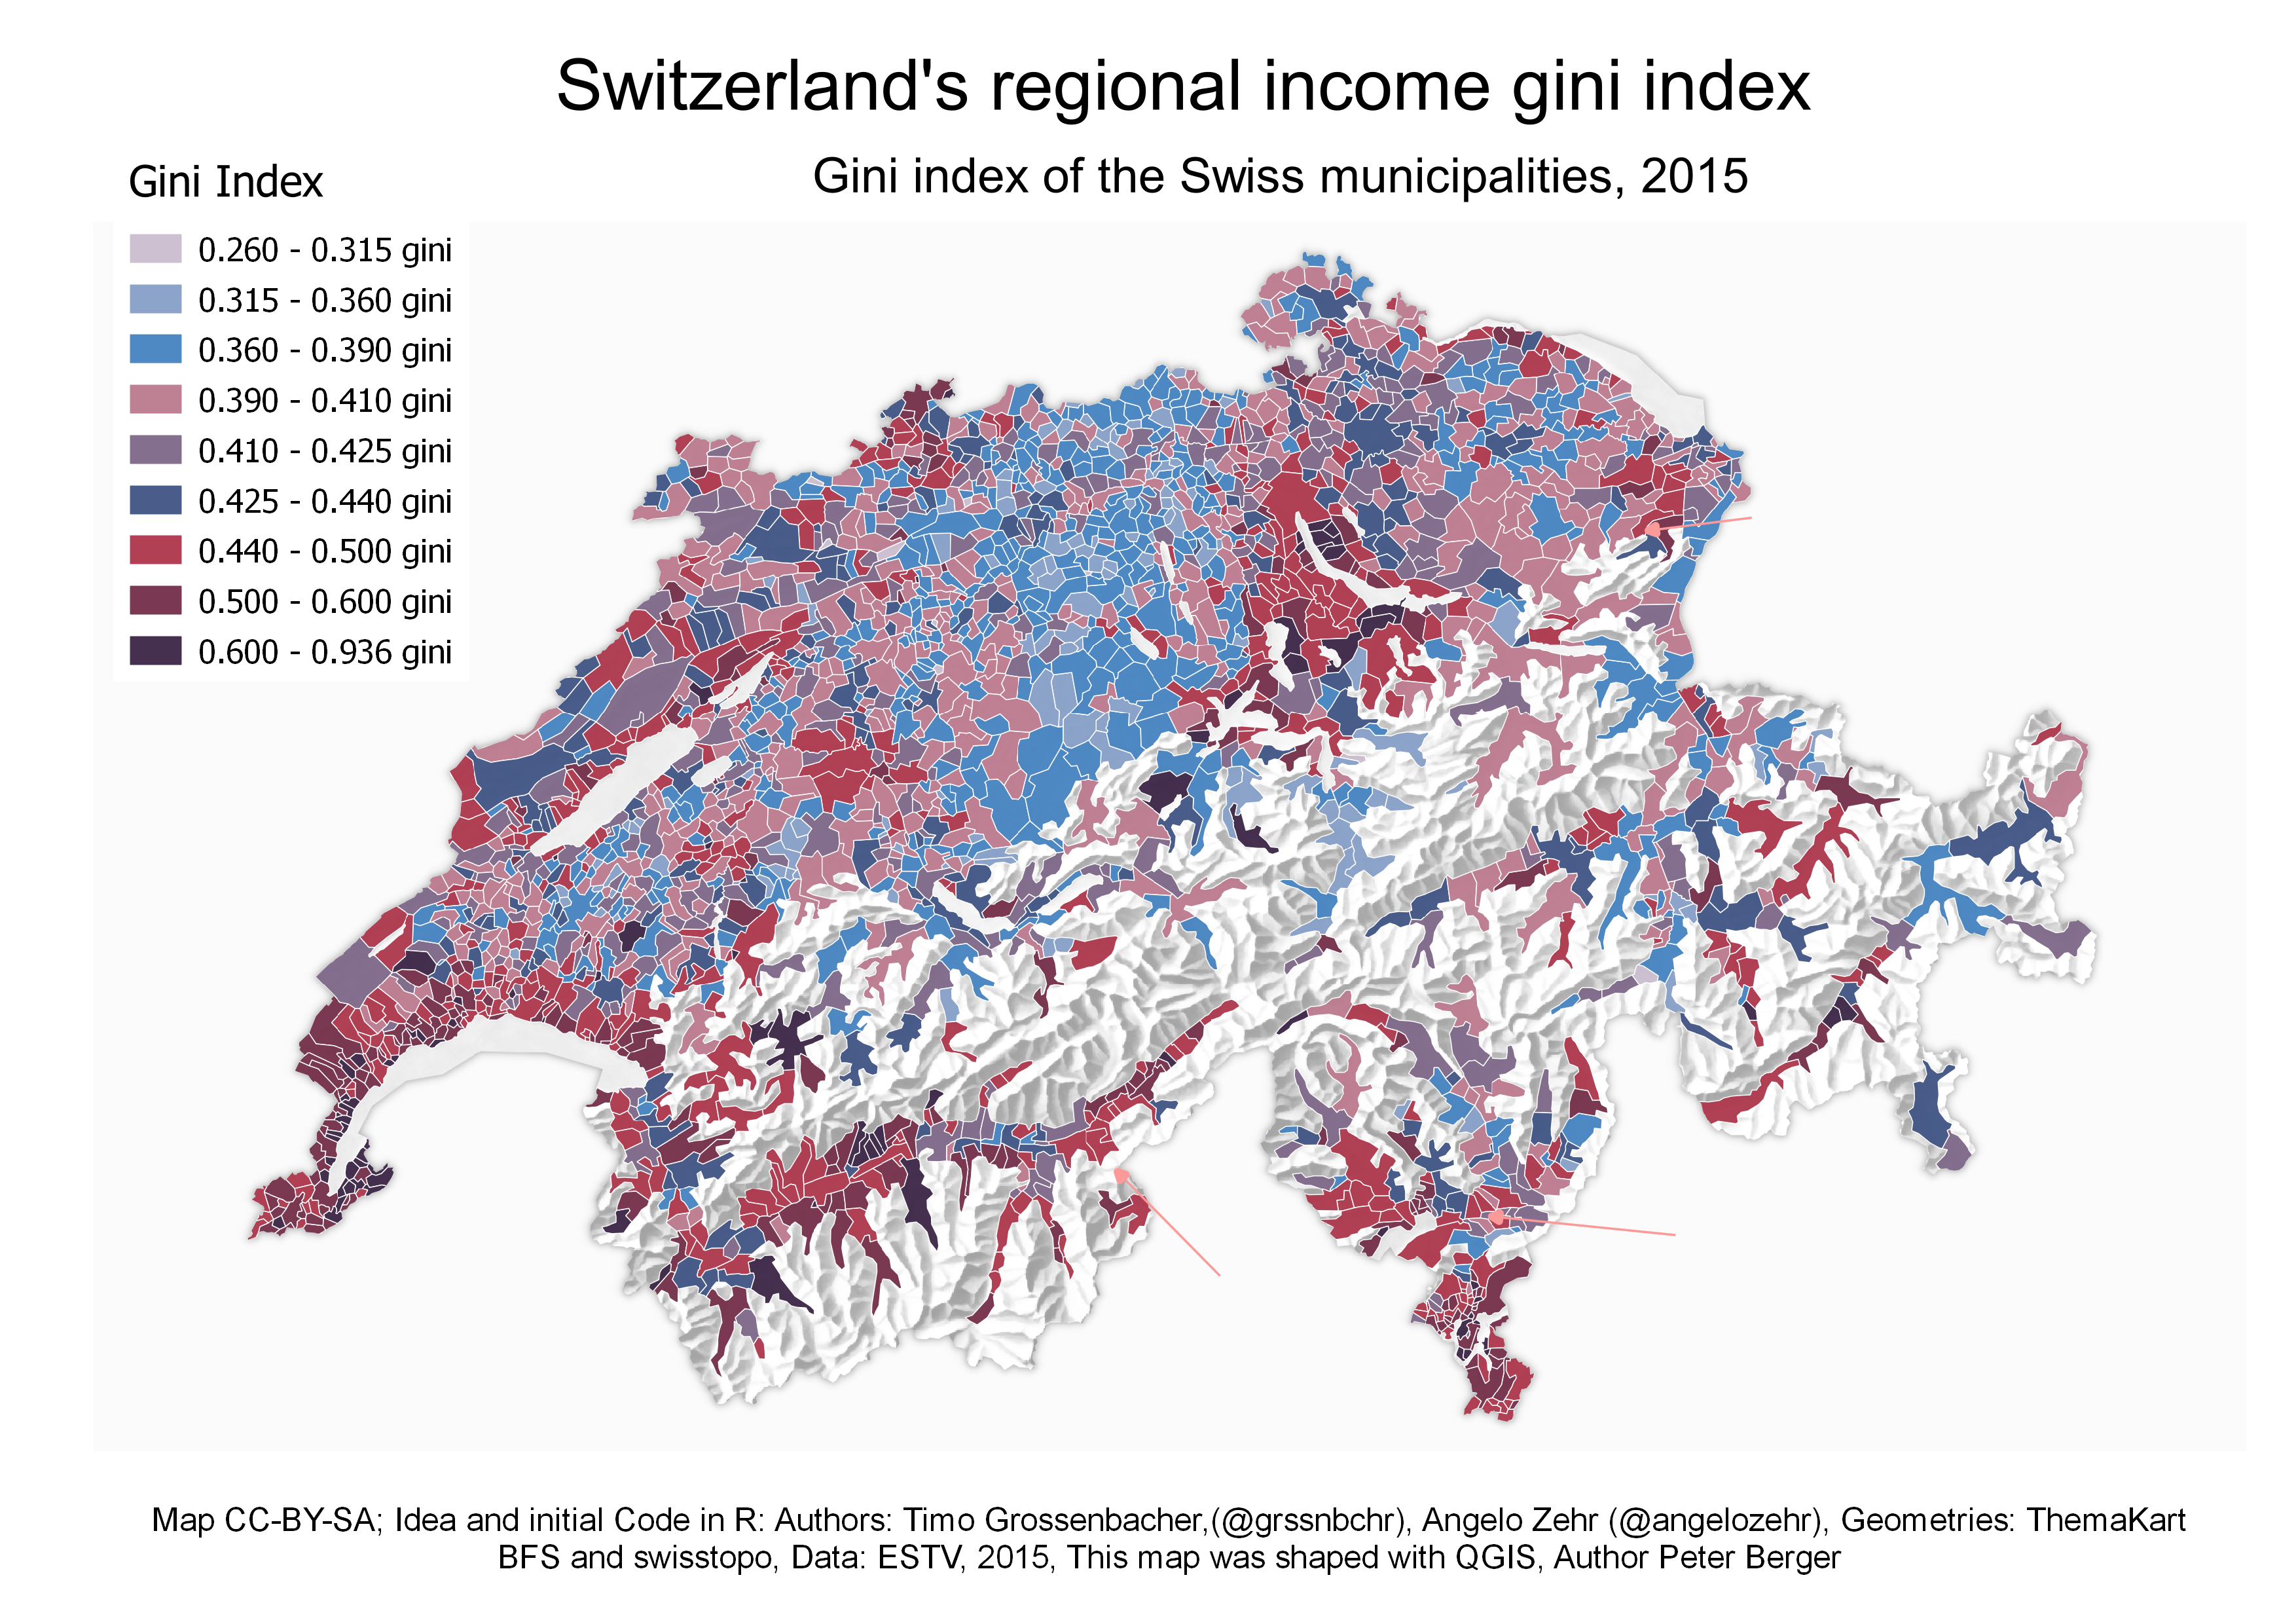 Switzerland's regional income gini index
Gini index of the Swiss municipalities, 2015
Gini Index
0.260 - 0.315 gini
0.315 - 0.360 gini
0.360 - 0.390 gini
0.390 - 0.410 gini
0.410 - 0.425 gini
0.425 - 0.440 gini
0.440 - 0.500 gini
0.500 - 0.600 gini
0.600 - 0.936 gini
Map CC-BY-SA; Idea and initial Code in R: Authors: Timo Grossenbacher,(@grssnbchr), Angelo Zehr (@angelozehr), Geometries: ThemaKart
BFS and swisstopo, Data: ESTV, 2015, This map was shaped with QGIS, Author Peter Berger